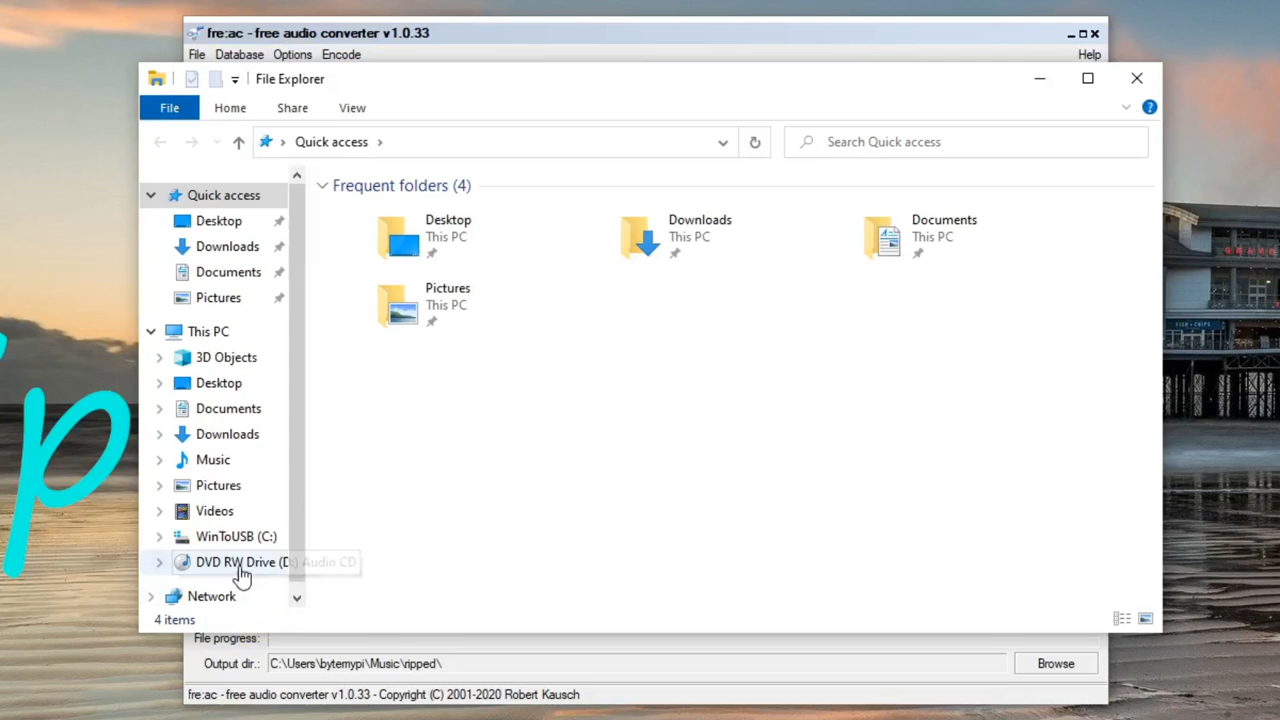 fre:ac - free audio converter v1.0.33
File Database Options Encode Help
File Explorer
File Home Share View
Quick access
Search Quick access
Quick access
Desktop
Downloads
Documents
Pictures
This PC
3D Objects
Desktop
Documents
Downloads
Music
Pictures
Videos
WinToUSB (C:)
DVD RW Drive (D:) Audio CD
Network
Frequent folders (4)
Desktop
This PC
Downloads
This PC
Documents
This PC
Pictures
This PC
4 items
File progress:
Output dir.: C:\Users\bytemypi\Music\ripped\ Browse
fre:ac - free audio converter v1.0.33 - Copyright (C) 2001-2020 Robert Kausch
FISH + CHIPS